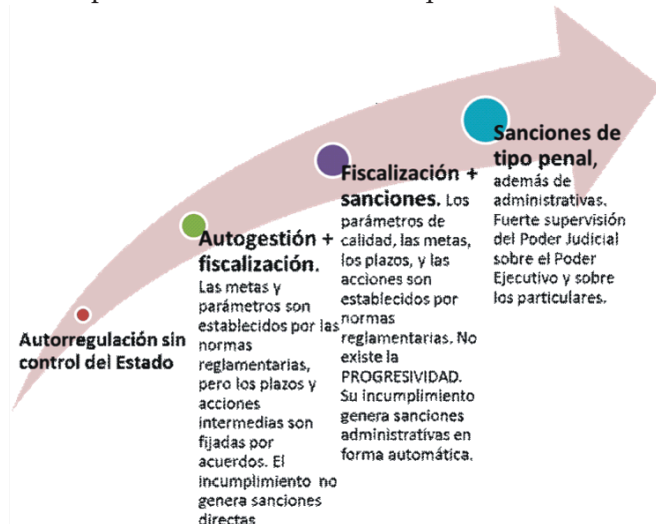 Autorregulación sin
control del Estado
Autogestión +
fiscalización.
Las metas y
parámetros son
establecidos por las
normas
reglamentarias,
pero los plazos y
acciones
intermedias son
fijadas por
acuerdos. El
incumplimiento no
genera sanciones
directas
Fiscalización +
sanciones. Los
parámetros de
calidad, las metas,
los plazos, y las
acciones son
establecidos por
normas
reglamentarias. No
existe la
PROGRESIVIDAD.
Su incumplimiento
genera sanciones
administrativas en
forma automática.
Sanciones de
tipo penal,
además de
administrativas.
Fuerte supervisión
del Poder Judicial
sobre el Poder
Ejecutivo y sobre
los particulares.